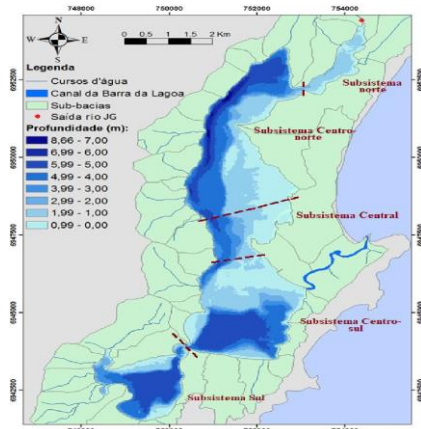 748000 750000 752000 754000
N
W E
S
0 0,5 1 2 Km
Legenda
Cursos d'água
Canal da Barra da Lagoa
Sub-bacias
Saída rio JG
Profundidade (m):
8,66 - 7,00
6,99 - 6,00
5,99 - 5,00
4,99 - 4,00
3,99 - 3,00
2,99 - 2,00
1,99 - 1,00
0,99 - 0,00
Subsistema
norte
Subsistema Centro-
norte
Subsistema Central
Subsistema Centro-
sul
Subsistema Sul